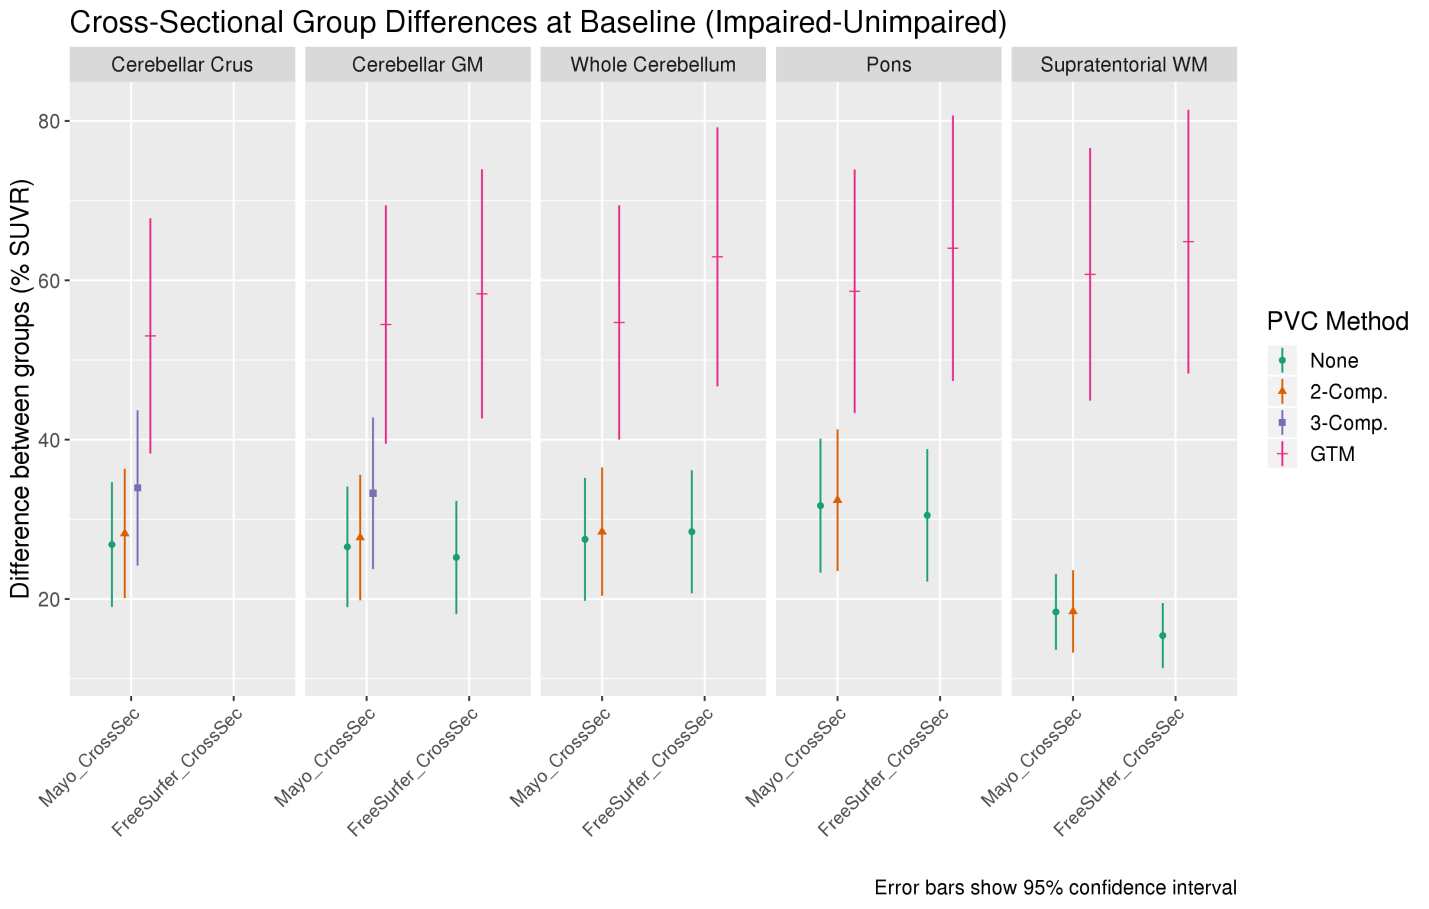 Cross-Sectional Group Differences at Baseline (Impaired-Unimpaired)
Cerebellar Crus
Cerebellar GM
Whole Cerebellum
Pons
Supratentorial WM
Difference between groups (% SUVR)
80
60
40
20
Mayo_CrossSec
FreeSurfer_CrossSec
Mayo_CrossSec
FreeSurfer_CrossSec
Mayo_CrossSec
FreeSurfer_CrossSec
Mayo_CrossSec
FreeSurfer_CrossSec
Mayo_CrossSec
FreeSurfer_CrossSec
PVC Method
None
2-Comp.
3-Comp.
GTM
Error bars show 95% confidence interval